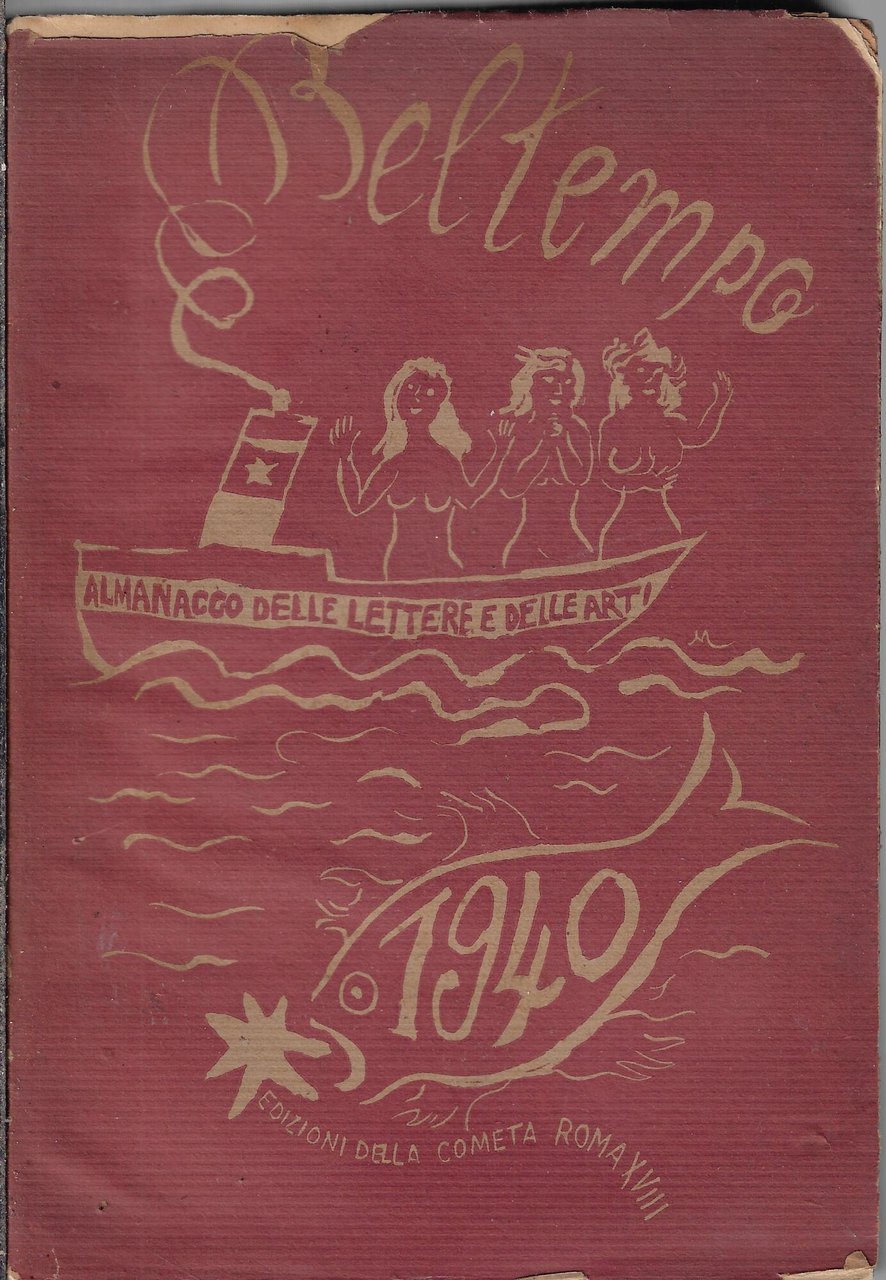 Beltempo
ALMANACCO DELLE LETTERE E DELLE ARTI
M
1940
EDIZIONI DELLA COMETA ROMA XVIII